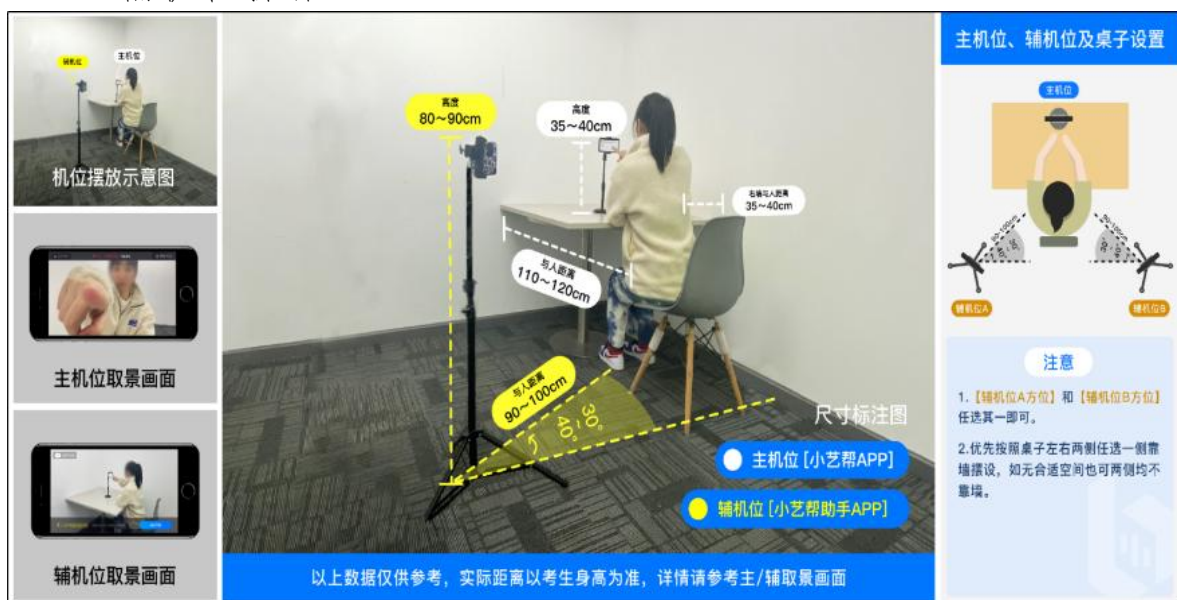 辅机位
主机位
机位摆放示意图
主机位取景画面
辅机位取景画面
高度
80~90cm
高度
35~40cm
右墙与人距离
35~40cm
与人距离
110~120cm
与人距离
90~100cm
30°
~
40°
尺寸标注图
主机位 [小艺帮APP]
辅机位 [小艺帮助手APP]
以上数据仅供参考，实际距离以考生身高为准，详情请参考主/辅取景画面
主机位、辅机位及桌子设置
主机位
90~100cm
90~100cm
辅机位A
辅机位B
注意
1.【辅机位A方位】和【辅机位B方位】
任选其一即可。
2.优先按照桌子左右两侧任选一侧靠
墙摆设，如无合适空间也可两侧均不
靠墙。